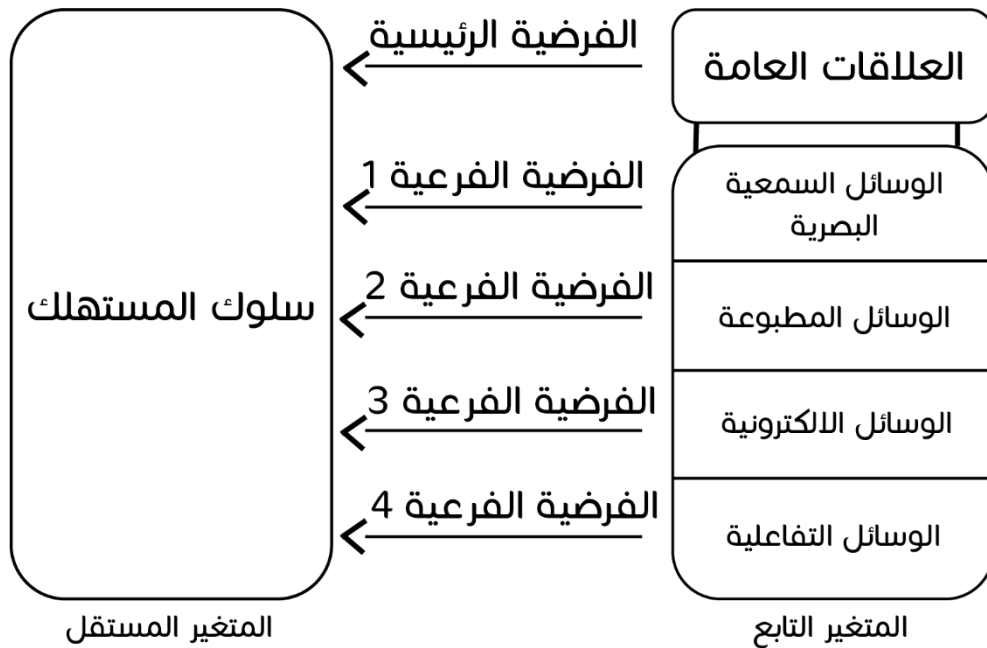 العلاقات العامة
الفرضية الرئيسية
الوسائل السمعية
البصرية
الفرضية الفرعية 1
الوسائل المطبوعة
الفرضية الفرعية 2
سلوك المستهلك
الوسائل الالكترونية
الفرضية الفرعية 3
الوسائل التفاعلية
الفرضية الفرعية 4
المتغير التابع
المتغير المستقل